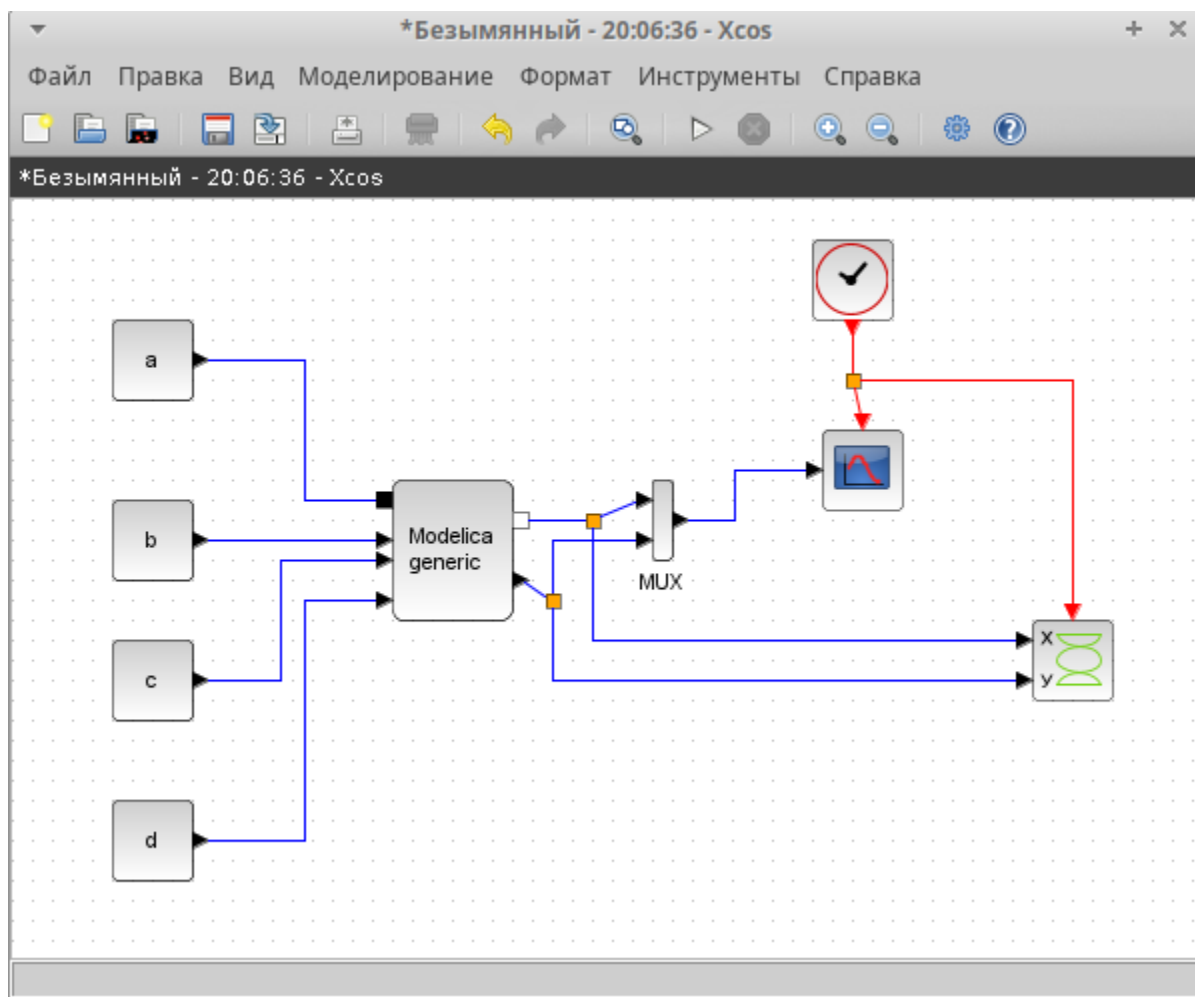 *Безымянный - 20:06:36 - Xcos
Файл Правка Вид Моделирование Формат Инструменты Справка
*Безымянный - 20:06:36 - Xcos
a
b
Modelica
generic
MUX
c
X
y
d